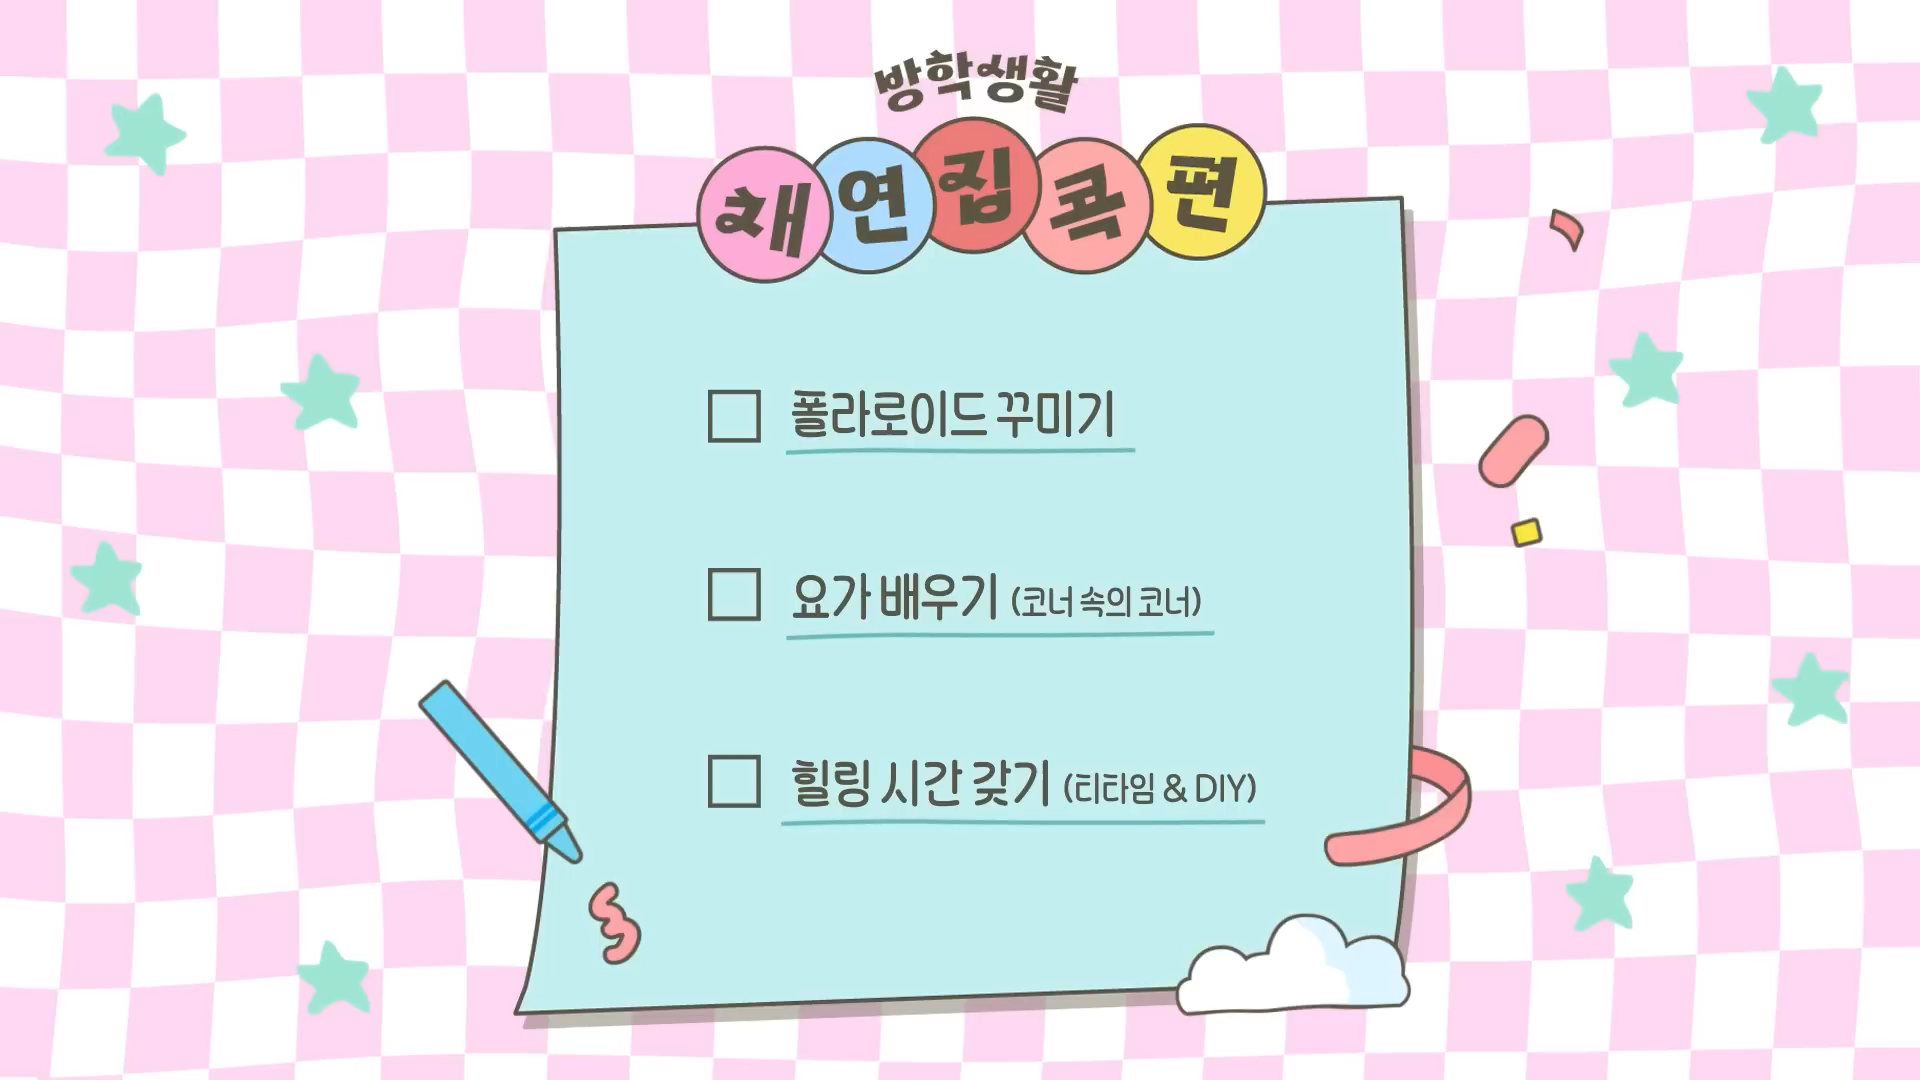 방학생활
채연집콕편
폴라로이드 꾸미기
요가 배우기 (코너 속의 코너)
힐링 시간 갖기 (티타임 & DIY)